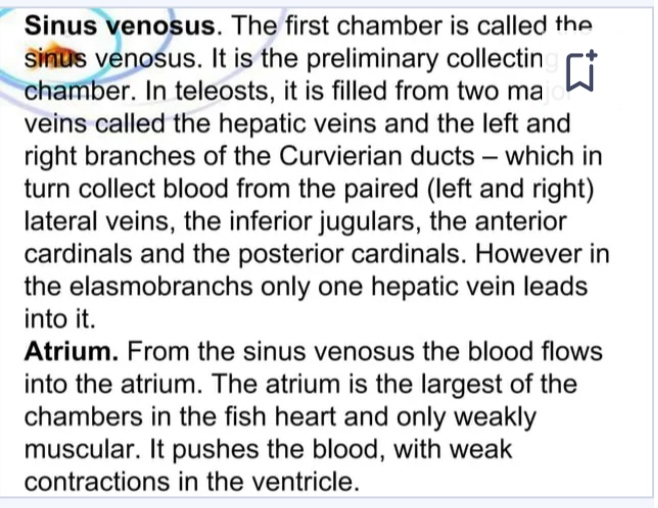 Sinus venosus. The first chamber is called the
sinus venosus. It is the preliminary collecting
chamber. In teleosts, it is filled from two major
veins called the hepatic veins and the left and
right branches of the Curvierian ducts – which in
turn collect blood from the paired (left and right)
lateral veins, the inferior jugulars, the anterior
cardinals and the posterior cardinals. However in
the elasmobranchs only one hepatic vein leads
into it.
Atrium. From the sinus venosus the blood flows
into the atrium. The atrium is the largest of the
chambers in the fish heart and only weakly
muscular. It pushes the blood, with weak
contractions in the ventricle.